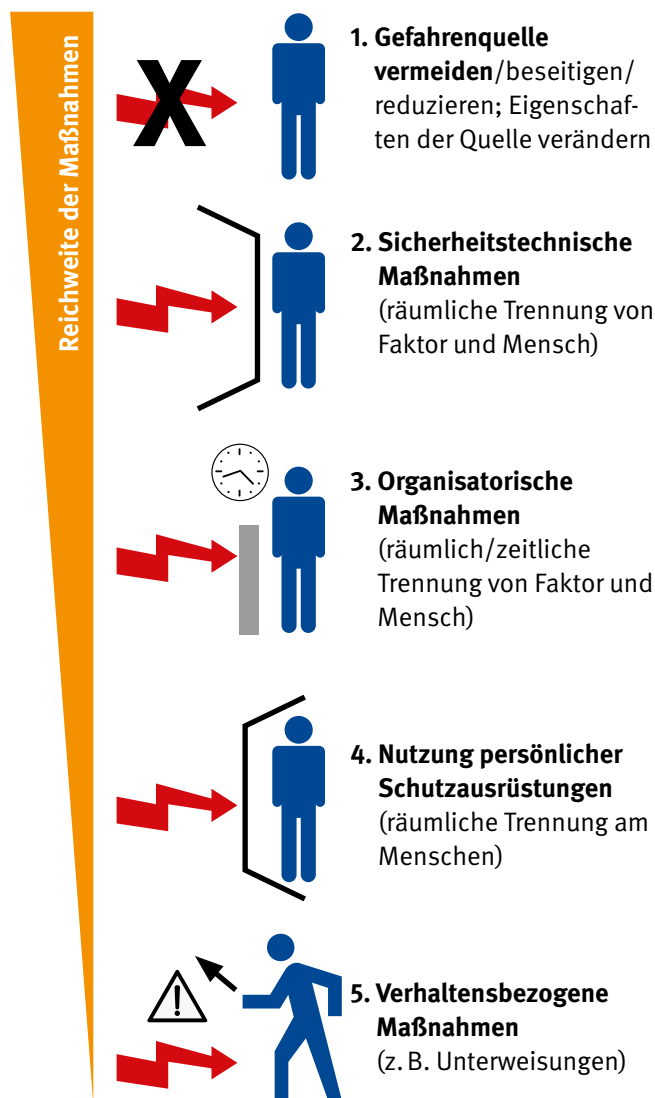 Reichweite der Maßnahmen
1. Gefahrenquelle
vermeiden/beseitigen/
reduzieren; Eigenschaf-
ten der Quelle verändern
2. Sicherheitstechnische
Maßnahmen
(räumliche Trennung von
Faktor und Mensch)
3. Organisatorische
Maßnahmen
(räumlich/zeitliche
Trennung von Faktor und
Mensch)
4. Nutzung persönlicher
Schutzausrüstungen
(räumliche Trennung am
Menschen)
5. Verhaltensbezogene
Maßnahmen
(z. B. Unterweisungen)